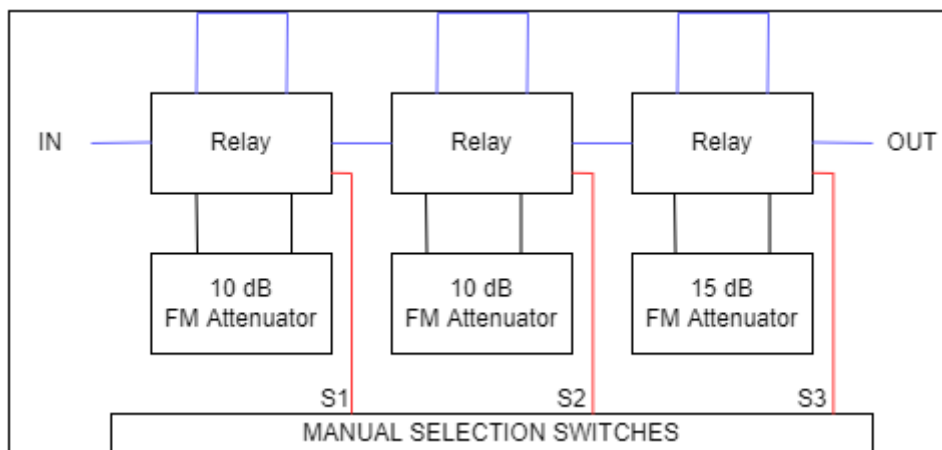 IN
Relay
Relay
Relay
OUT
10 dB
FM Attenuator
10 dB
FM Attenuator
15 dB
FM Attenuator
S1
S2
S3
MANUAL SELECTION SWITCHES